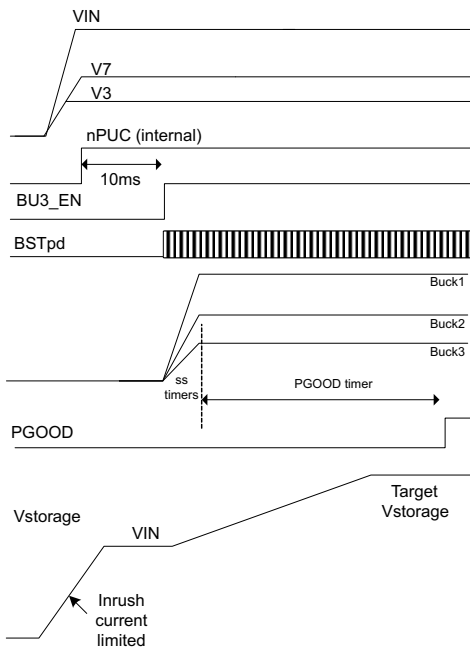 VIN
V7
V3
nPUC (internal)
10ms
BU3_EN
BSTpd
Buck1
Buck2
Buck3
ss
timers
PGOOD timer
PGOOD
Vstorage
VIN
Target
Vstorage
Inrush
current
limited